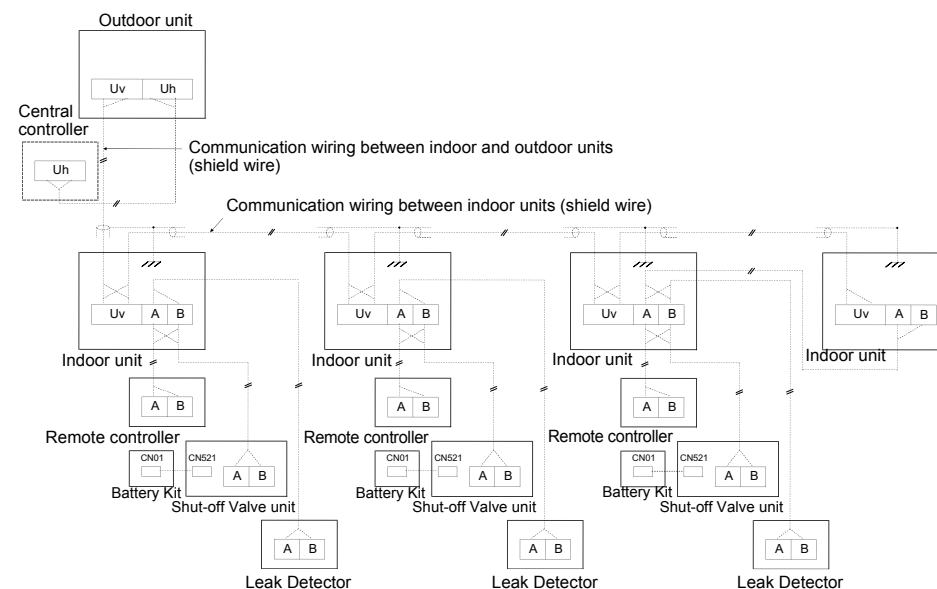 Outdoor unit
Uv Uh
Central
controller
Uh
Communication wiring between indoor and outdoor units
(shield wire)
Communication wiring between indoor units (shield wire)
Uv A B
Uv A B
Uv A B
Uv A B
Indoor unit
Indoor unit
Indoor unit
Indoor unit
A B
A B
A B
Remote controller
Remote controller
Remote controller
CN01 CN521
A B
CN01 CN521
A B
CN01 CN521
A B
Battery Kit
Shut-off Valve unit
Battery Kit
Shut-off Valve unit
Battery Kit
Shut-off Valve unit
A B
A B
A B
Leak Detector
Leak Detector
Leak Detector